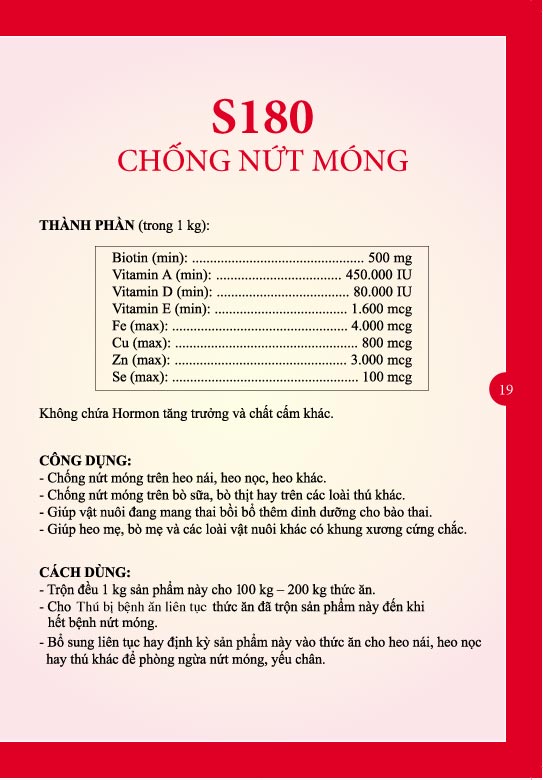 S180
CHỐNG NỨT MÓNG
THÀNH PHẦN (trong 1 kg):
Biotin (min): ................................................ 500 mg
Vitamin A (min): ................................... 450.000 IU
Vitamin D (min): ..................................... 80.000 IU
Vitamin E (min): ..................................... 1.600 mcg
Fe (max): ................................................. 4.000 mcg
Cu (max): ................................................... 800 mcg
Zn (max): ................................................ 3.000 mcg
Se (max): .................................................... 100 mcg
19
Không chứa Hormon tăng trưởng và chất cấm khác.
CÔNG DỤNG:
- Chống nứt móng trên heo nái, heo nọc, heo khác.
- Chống nứt móng trên bò sữa, bò thịt hay trên các loài thú khác.
- Giúp vật nuôi đang mang thai bồi bổ thêm dinh dưỡng cho bào thai.
- Giúp heo mẹ, bò mẹ và các loài vật nuôi khác có khung xương cứng chắc.
CÁCH DÙNG:
- Trộn đều 1 kg sản phẩm này cho 100 kg – 200 kg thức ăn.
- Cho Thú bị bệnh ăn liên tục thức ăn đã trộn sản phẩm này đến khi
hết bệnh nứt móng.
- Bổ sung liên tục hay định kỳ sản phẩm này vào thức ăn cho heo nái, heo nọc
hay thú khác để phòng ngừa nứt móng, yếu chân.